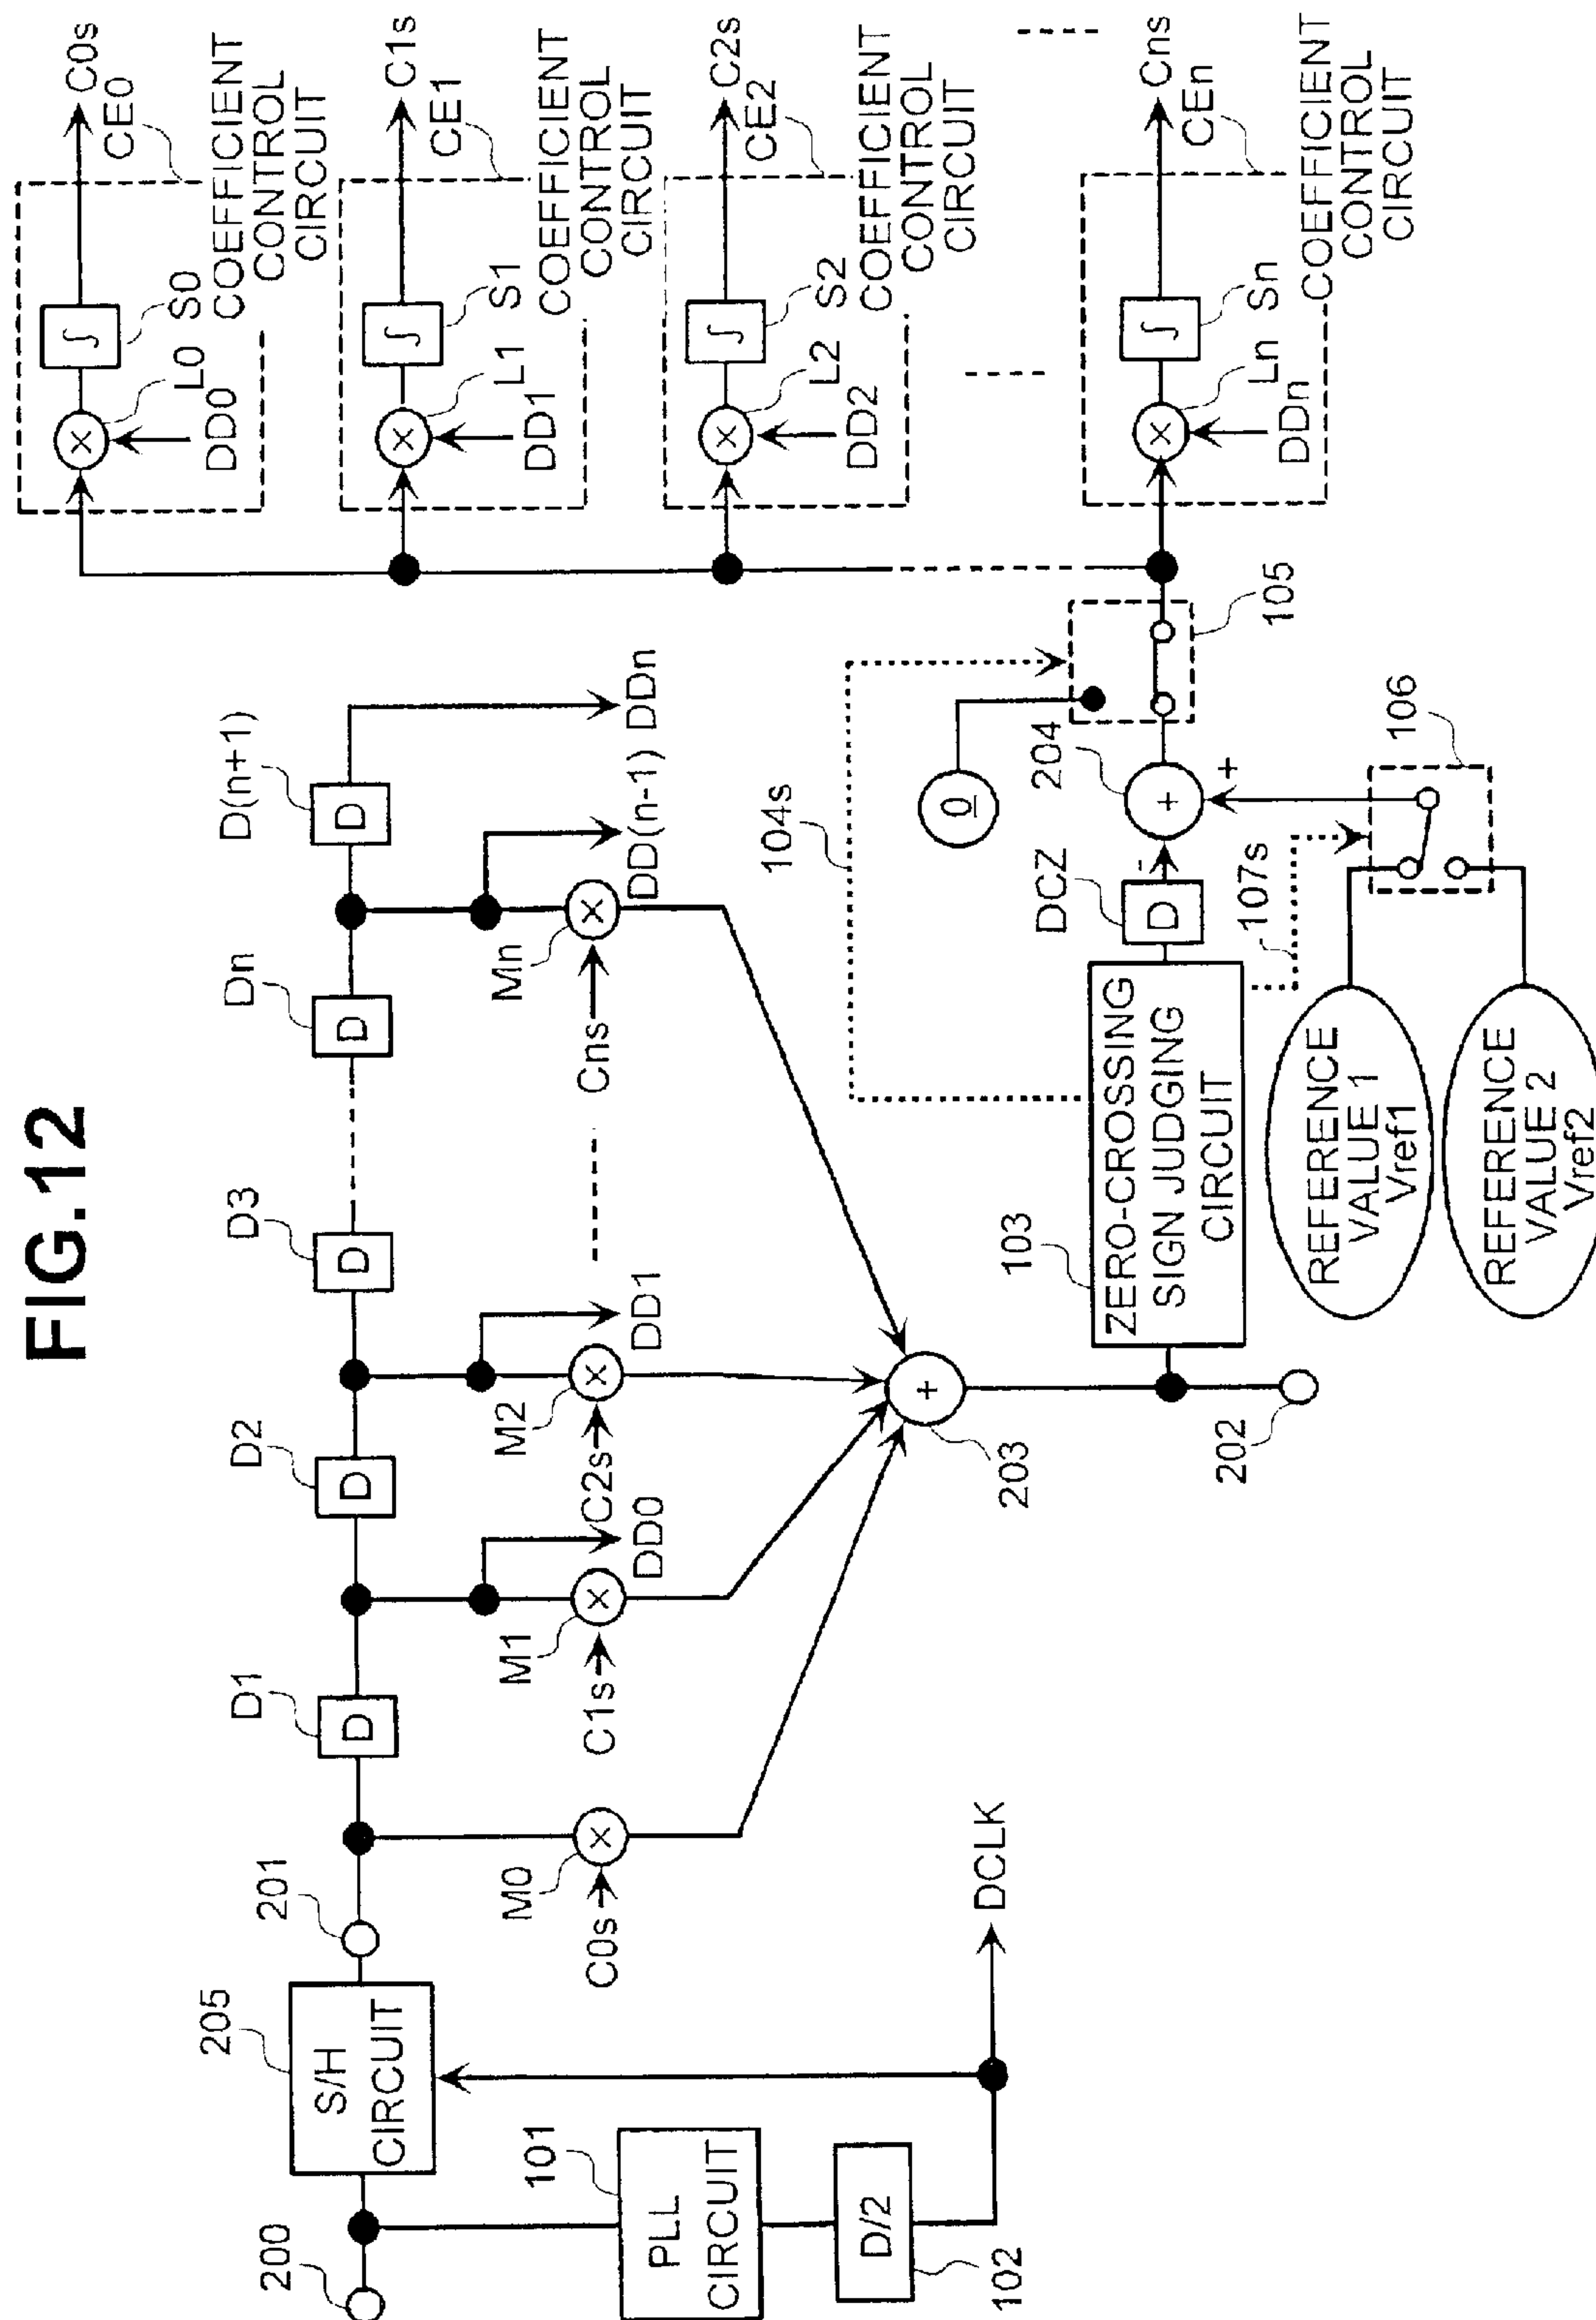 FIG.12
200
205
S/H
CIRCUIT
201
D1
D
D2
D
D3
D
Dn
D
D(n+1)
D
101
PLL
CIRCUIT
D/2
102
DCLK
M0
C0s
M1
C1s
DD0
M2
C2s
DD1
Mn
Cns
DD(n-1)
DDn
203
202
103
ZERO-CROSSING
SIGN JUDGING
CIRCUIT
104s
DCZ
D
-
204
+
+
0
105
107s
106
REFERENCE
VALUE 1
Vref1
REFERENCE
VALUE 2
Vref2
DD0
L0
∫
S0
C0s
CE0
COEFFICIENT
CONTROL
CIRCUIT
DD1
L1
∫
S1
C1s
CE1
COEFFICIENT
CONTROL
CIRCUIT
DD2
L2
∫
S2
C2s
CE2
COEFFICIENT
CONTROL
CIRCUIT
DDn
Ln
∫
Sn
Cns
CEn
COEFFICIENT
CONTROL
CIRCUIT